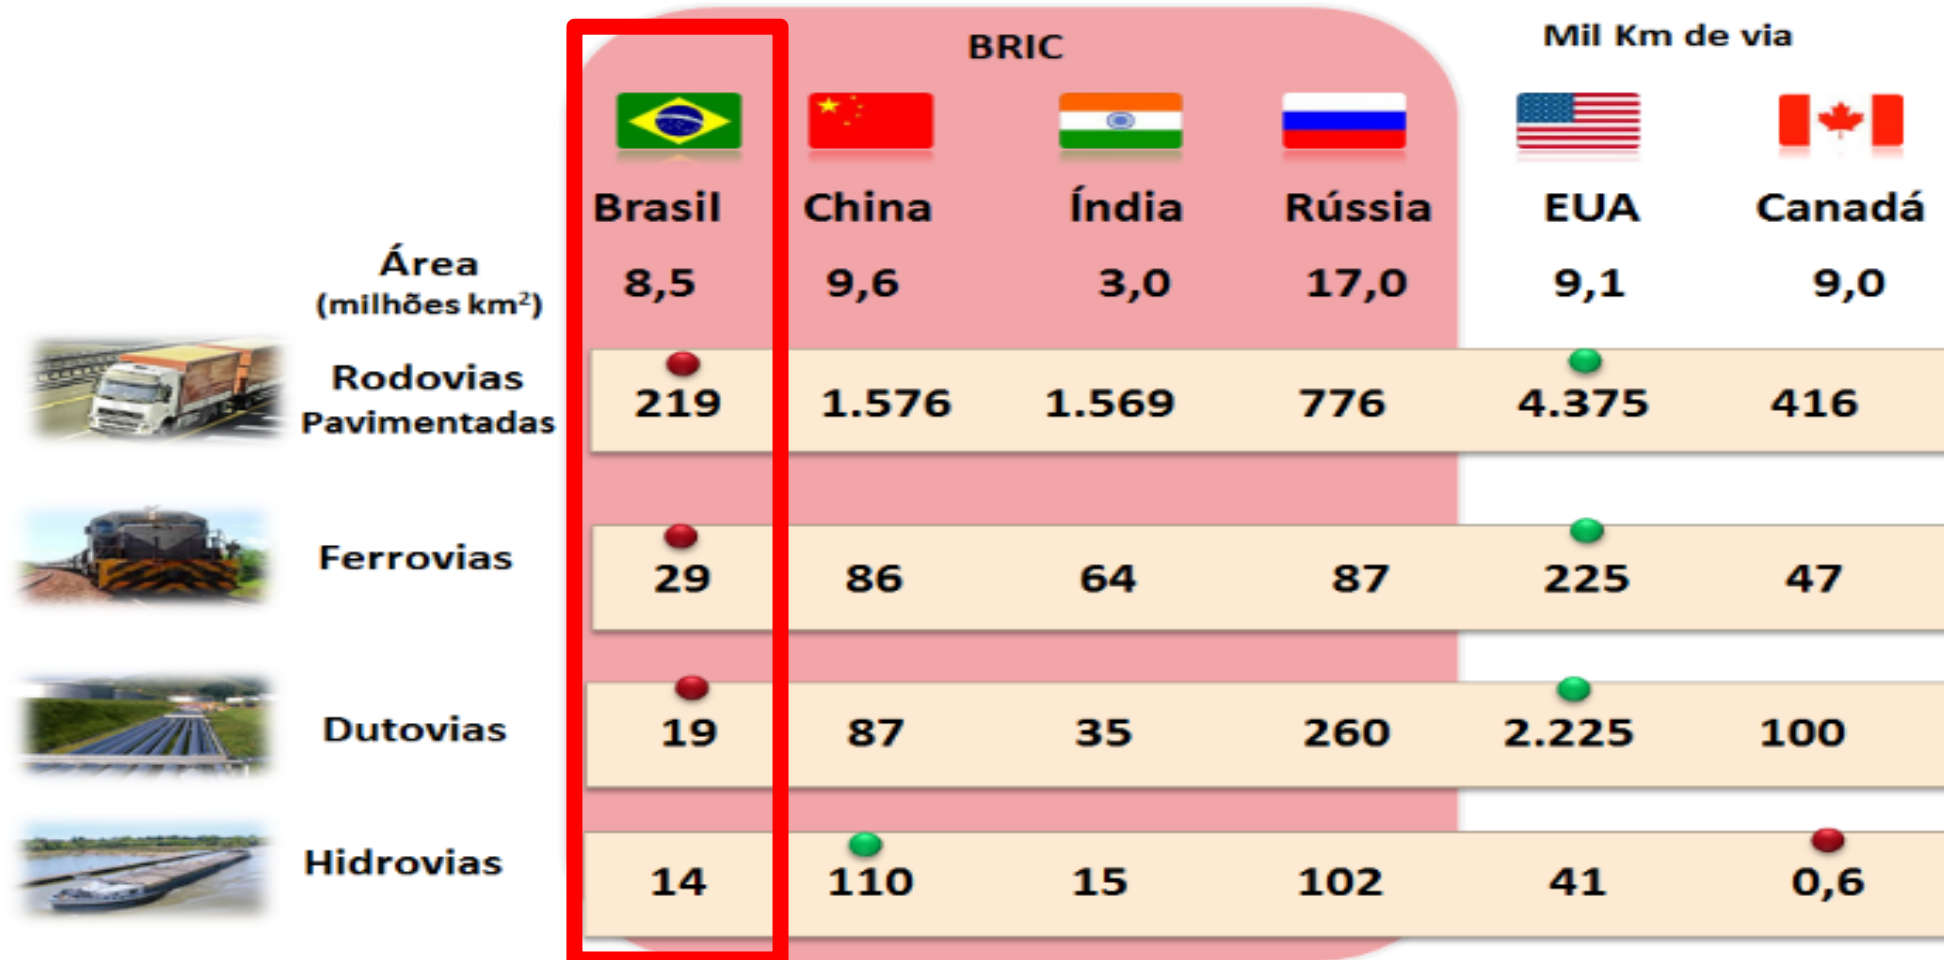 BRIC
Mil Km de via
Brasil China Índia Rússia EUA Canadá
Área
(milhões km²)
8,5 9,6 3,0 17,0 9,1 9,0
Rodovias
Pavimentadas
219 1.576 1.569 776 4.375 416
Ferrovias
29 86 64 87 225 47
Dutovias
19 87 35 260 2.225 100
Hidrovias
14 110 15 102 41 0,6